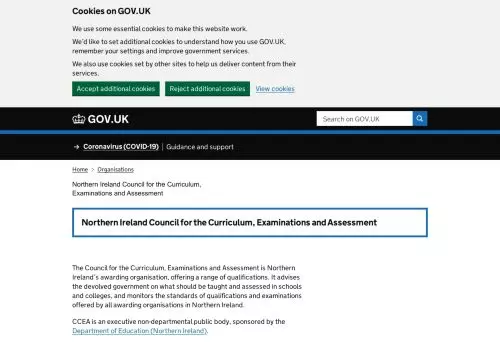 Cookies on GOV.UK
We use some essential cookies to make this website work.
We'd like to set additional cookies to understand how you use GOV.UK,
remember your settings and improve government services.
We also use cookies set by other sites to help us deliver content from their
services.
Accept additional cookies Reject additional cookies View cookies
GOV.UK Search on GOV.UK
→ Coronavirus (COVID-19) | Guidance and support
Home > Organisations
Northern Ireland Council for the Curriculum,
Examinations and Assessment
Northern Ireland Council for the Curriculum, Examinations and Assessment
The Council for the Curriculum, Examinations and Assessment is Northern
Ireland's awarding organisation, offering a range of qualifications. It advises
the devolved government on what should be taught and assessed in schools
and colleges, and monitors the standards of qualifications and examinations
offered by all awarding organisations in Northern Ireland.
CCEA is an executive non-departmental public body, sponsored by the
Department of Education (Northern Ireland).